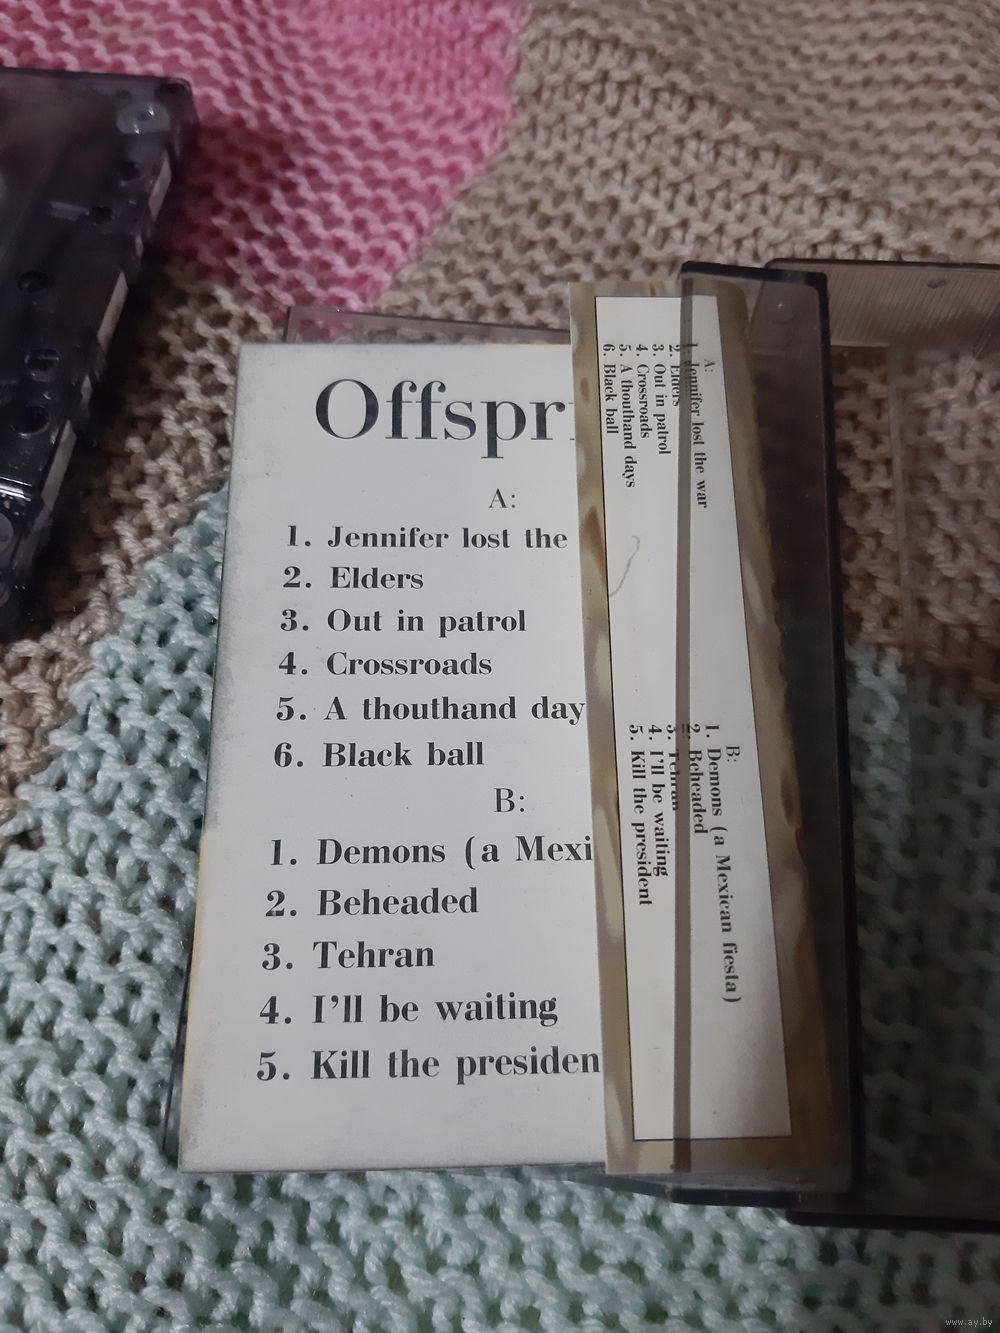 Offspr
A:
1. Jennifer lost the
2. Elders
3. Out in patrol
4. Crossroads
5. A thouthand day
6. Black ball
B:
1. Demons (a Mexi
2. Beheaded
3. Tehran
4. I'll be waiting
5. Kill the presiden
A:
1. Jennifer lost the war
2. Elders
3. Out in patrol
4. Crossroads
5. A thouthand days
6. Black ball
B:
1. Demons (a Mexican fiesta)
2. Beheaded
3. Tehran
4. I'll be waiting
5. Kill the president
www.ay.by